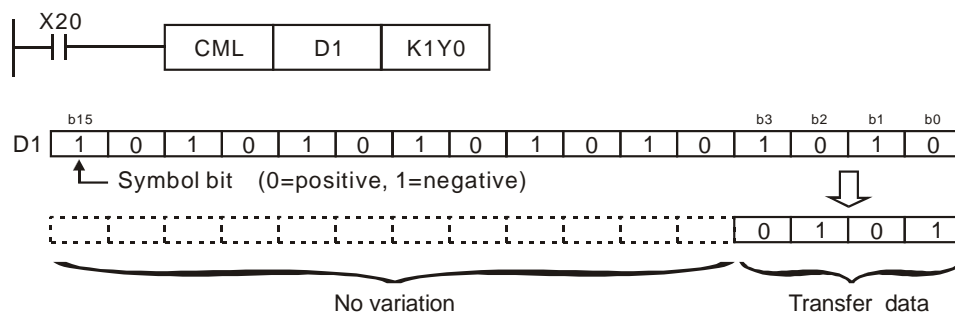 X20
CML D1 K1Y0
b15 b3 b2 b1 b0
D1 1 0 1 0 1 0 1 0 1 0 1 0 1 0 1 0
Symbol bit (0=positive, 1=negative)
0 1 0 1
No variation Transfer data